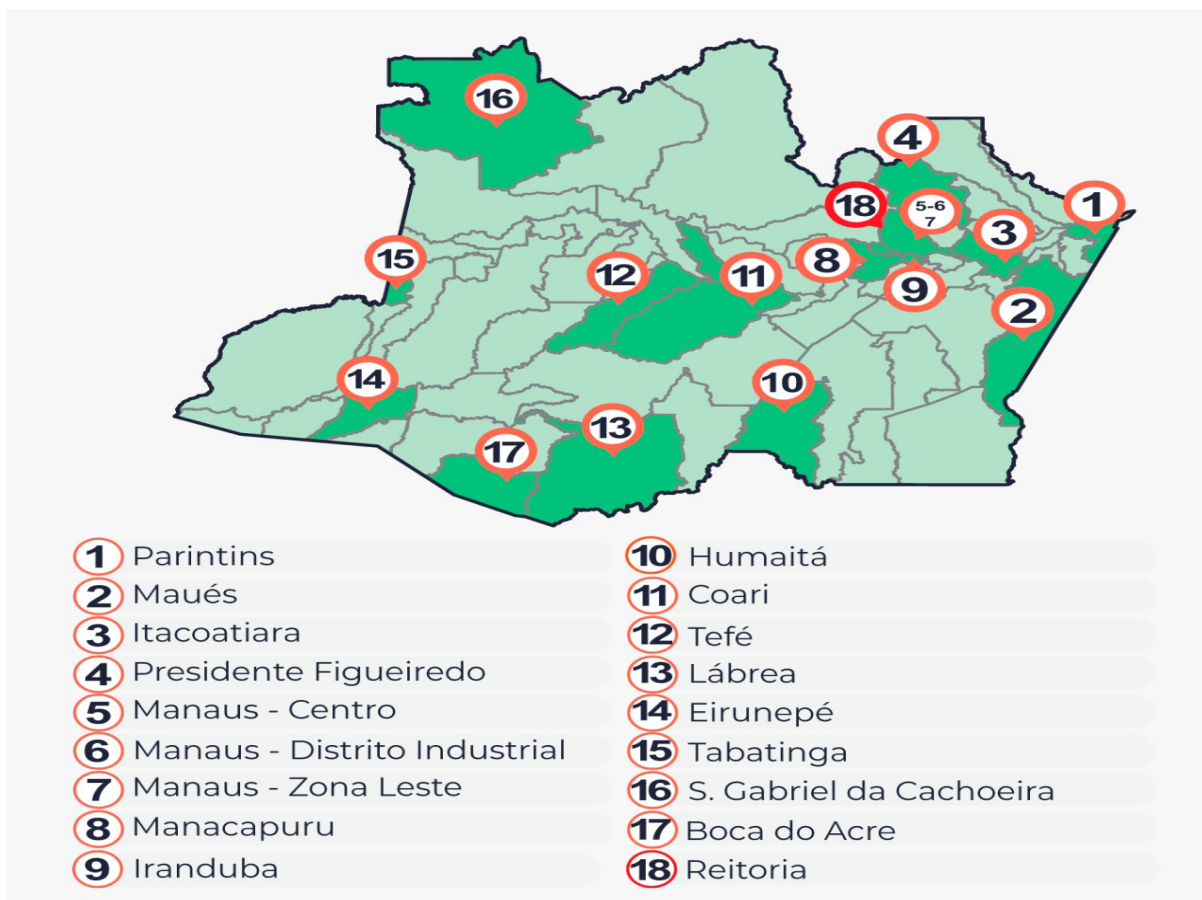 16
4
18
5-6
7
1
3
15
12
11
8
9
2
14
10
13
17
1 Parintins
2 Maués
3 Itacoatiara
4 Presidente Figueiredo
5 Manaus - Centro
6 Manaus - Distrito Industrial
7 Manaus - Zona Leste
8 Manacapuru
9 Iranduba
10 Humaitá
11 Coari
12 Tefé
13 Lábrea
14 Eirunepé
15 Tabatinga
16 S. Gabriel da Cachoeira
17 Boca do Acre
18 Reitoria